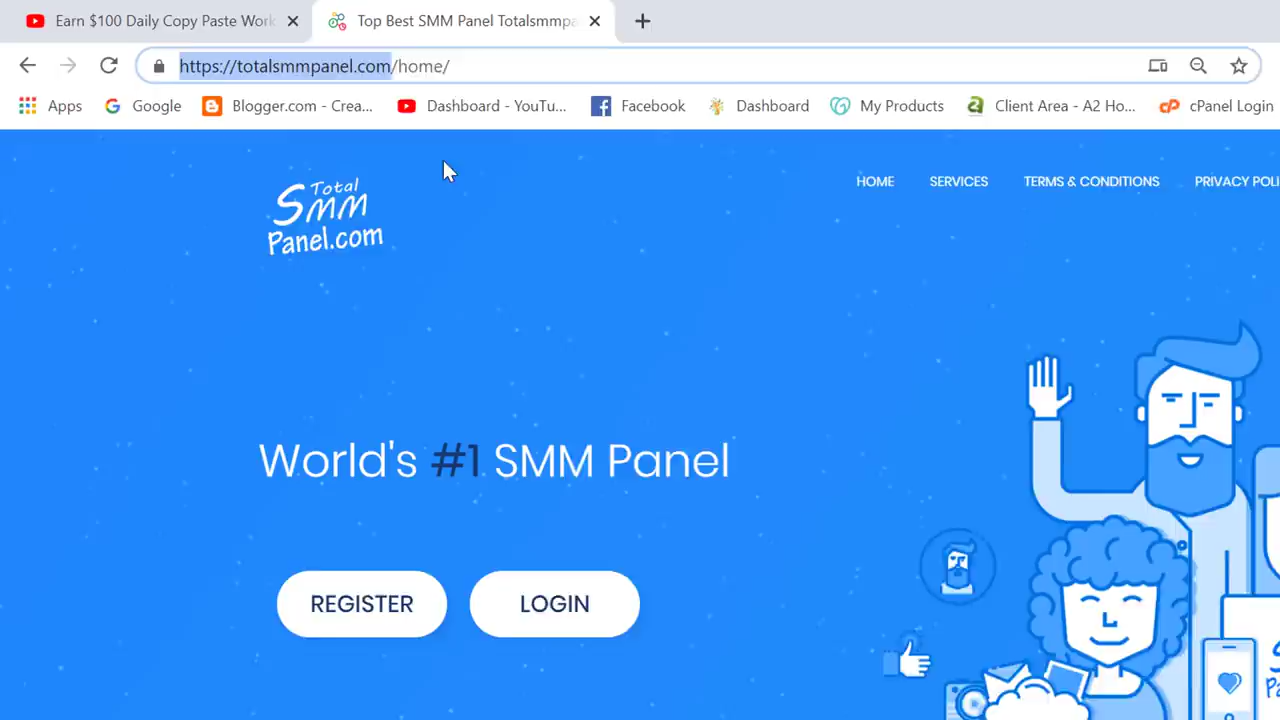 Earn $100 Daily Copy Paste Work
Top Best SMM Panel Totalsmmpa
https://totalsmmpanel.com/home/
Apps
Google
Blogger.com - Crea...
Dashboard - YouTu...
Facebook
Dashboard
My Products
Client Area - A2 Ho...
cPanel Login
Total
SMM
Panel.com
HOME
SERVICES
TERMS & CONDITIONS
PRIVACY POLI
World's #1 SMM Panel
REGISTER
LOGIN